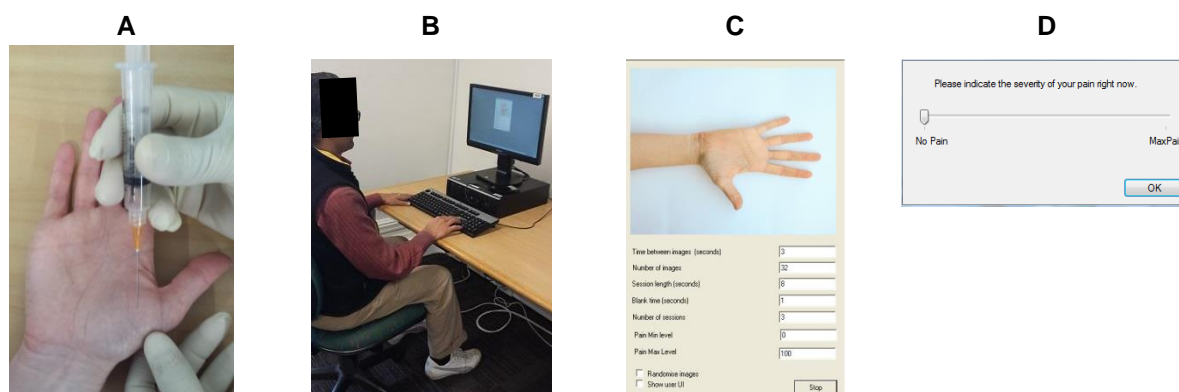 A
B
C
D
Please indicate the severity of your pain right now.
No Pain
MaxPai
OK
Time between images (seconds) 3
Number of images 32
Session length (seconds) 8
Blank time (seconds) 1
Number of sessions 3
Pain Min level 0
Pain Max Level 100
Randomise images
Show user UI
Stop